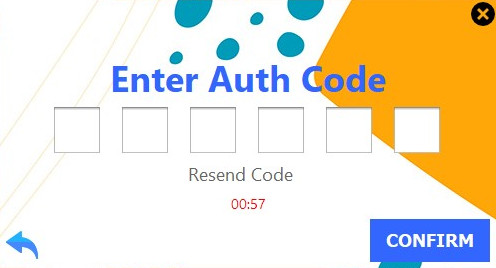 Enter Auth Code
Resend Code
00:57
CONFIRM